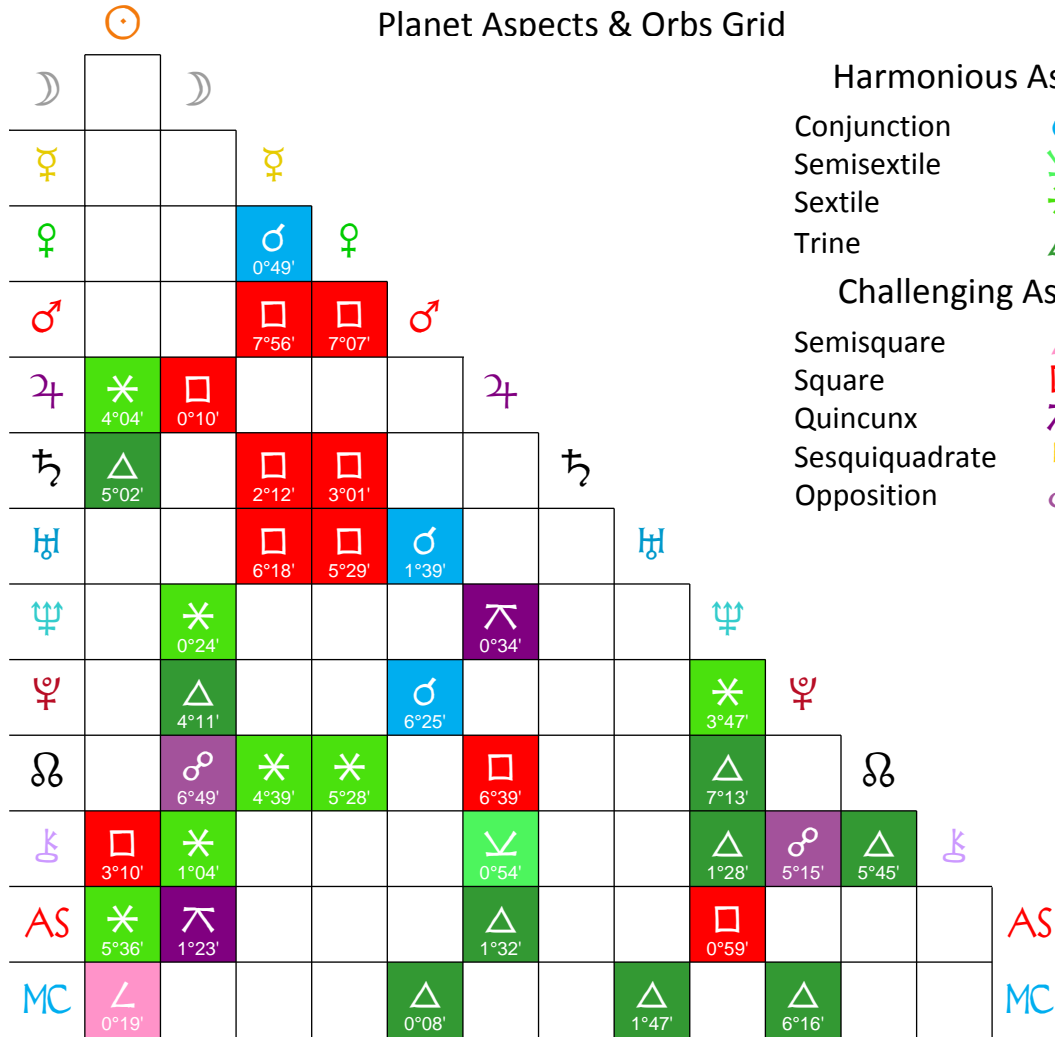 ☉
Planet Aspects & Orbs Grid
Harmonious As
Conjunction ☌
Semisextile ⚺
Sextile ⚹
Trine △
Challenging As
Semisquare ∠
Square □
Quincunx ⚻
Sesquiquadrate
Opposition ☍
☽ ☽
☿ ☿
♀ ☌ 0°49' ♀
♂ □ 7°56' □ 7°07' ♂
♃ ⚹ 4°04' □ 0°10' ♃
♄ △ 5°02' □ 2°12' □ 3°01' ♄
♅ □ 6°18' □ 5°29' ☌ 1°39' ♅
♆ ⚹ 0°24' ⚻ 0°34' ♆
♇ △ 4°11' ☌ 6°25' ⚹ 3°47' ♇
☊ ☍ 6°49' ⚹ 4°39' ⚹ 5°28' □ 6°39' △ 7°13' ☊
⚷ □ 3°10' ⚹ 1°04' ⚺ 0°54' △ 1°28' ☍ 5°15' △ 5°45' ⚷
AS ⚹ 5°36' ⚻ 1°23' △ 1°32' □ 0°59' AS
MC ∠ 0°19' △ 0°08' △ 1°47' △ 6°16' MC